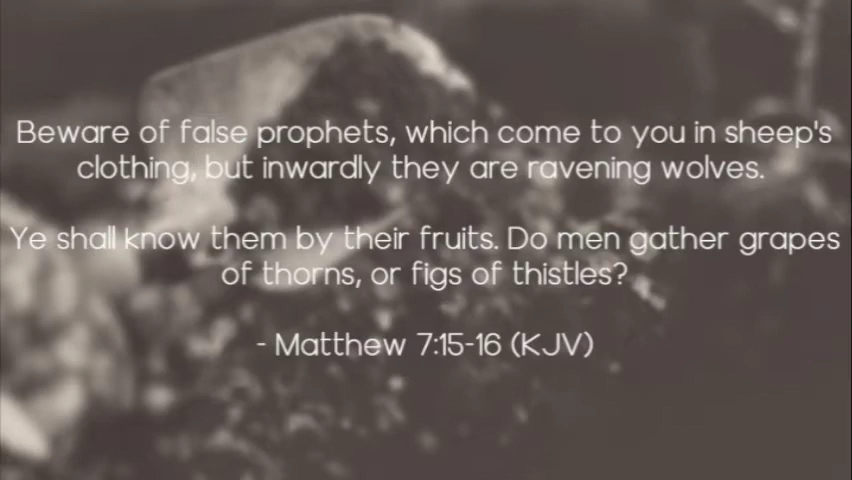 Beware of false prophets, which come to you in sheep's
clothing, but inwardly they are ravening wolves.
Ye shall know them by their fruits. Do men gather grapes
of thorns, or figs of thistles?
- Matthew 7:15-16 (KJV)